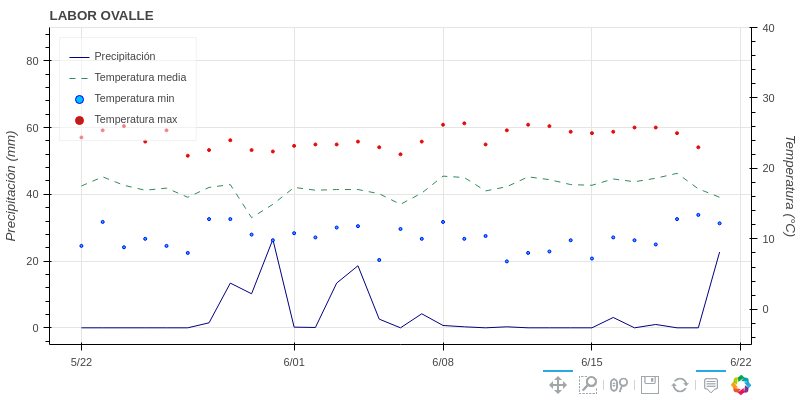 LABOR OVALLE
Precipitación
Temperatura media
Temperatura min
Temperatura max
Precipitación (mm)
80
60
40
20
0
Temperatura (°C)
40
30
20
10
0
5/22
6/01
6/08
6/15
6/22